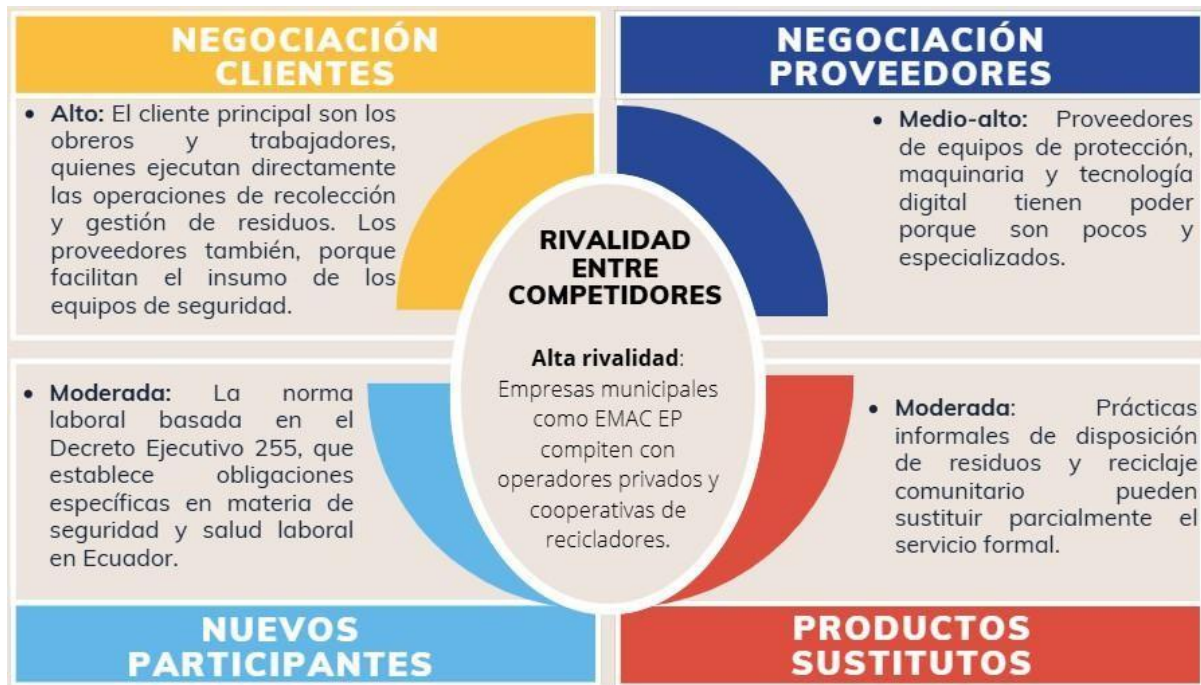 NEGOCIACIÓN
CLIENTES
• Alto: El cliente principal son los
obreros y trabajadores,
quienes ejecutan directamente
las operaciones de recolección
y gestión de residuos. Los
proveedores también, porque
facilitan el insumo de los
equipos de seguridad.
NEGOCIACIÓN
PROVEEDORES
• Medio-alto: Proveedores
de equipos de protección,
maquinaria y tecnología
digital tienen poder
porque son pocos y
especializados.
RIVALIDAD
ENTRE
COMPETIDORES
Alta rivalidad:
Empresas municipales
como EMAC EP
compiten con
operadores privados y
cooperativas de
recicladores.
• Moderada: La norma
laboral basada en el
Decreto Ejecutivo 255, que
establece obligaciones
específicas en materia de
seguridad y salud laboral
en Ecuador.
NUEVOS
PARTICIPANTES
• Moderada: Prácticas
informales de disposición
de residuos y reciclaje
comunitario pueden
sustituir parcialmente el
servicio formal.
PRODUCTOS
SUSTITUTOS